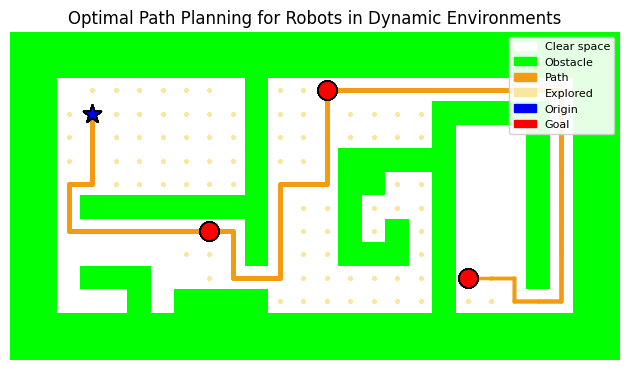 Optimal Path Planning for Robots in Dynamic Environments
Clear space
Obstacle
Path
Explored
Origin
Goal